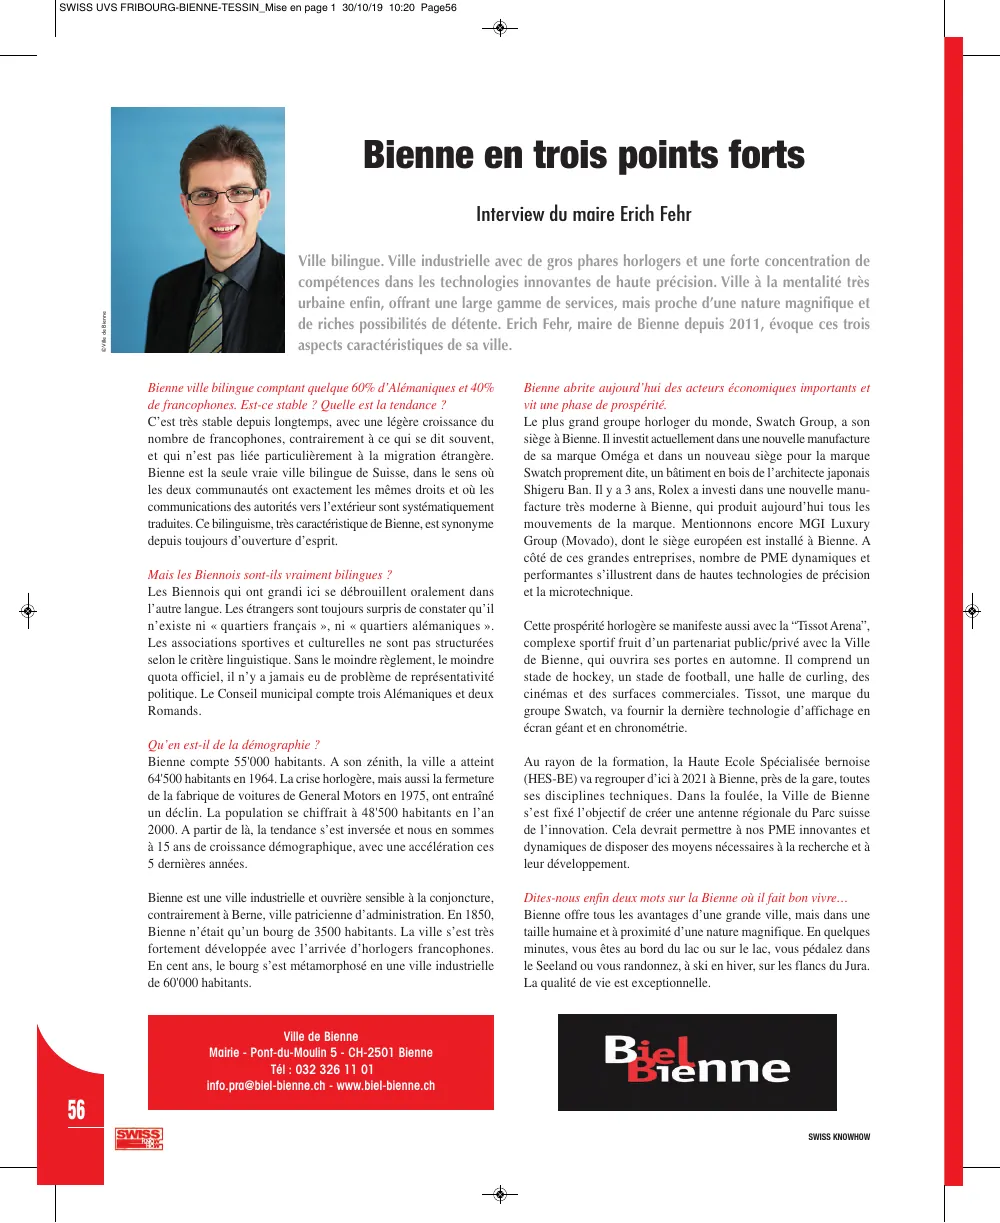 SWISS UVS FRIBOURG-BIENNE-TESSIN_Mise en page 1 30/10/19 10:20 Page56
Bienne en trois points forts
Interview du maire Erich Fehr
Ville bilingue. Ville industrielle avec de gros phares horlogers et une forte concentration de
compétences dans les technologies innovantes de haute précision. Ville à la mentalité très
urbaine enfin, offrant une large gamme de services, mais proche d’une nature magnifique et
de riches possibilités de détente. Erich Fehr, maire de Bienne depuis 2011, évoque ces trois
aspects caractéristiques de sa ville.
©Ville de Bienne
Bienne ville bilingue comptant quelque 60% d’Alémaniques et 40%
de francophones. Est-ce stable ? Quelle est la tendance ?
C’est très stable depuis longtemps, avec une légère croissance du
nombre de francophones, contrairement à ce qui se dit souvent,
et qui n’est pas liée particulièrement à la migration étrangère.
Bienne est la seule vraie ville bilingue de Suisse, dans le sens où
les deux communautés ont exactement les mêmes droits et où les
communications des autorités vers l’extérieur sont systématiquement
traduites. Ce bilinguisme, très caractéristique de Bienne, est synonyme
depuis toujours d’ouverture d’esprit.
Mais les Biennois sont-ils vraiment bilingues ?
Les Biennois qui ont grandi ici se débrouillent oralement dans
l’autre langue. Les étrangers sont toujours surpris de constater qu’il
n’existe ni « quartiers français », ni « quartiers alémaniques ».
Les associations sportives et culturelles ne sont pas structurées
selon le critère linguistique. Sans le moindre règlement, le moindre
quota officiel, il n’y a jamais eu de problème de représentativité
politique. Le Conseil municipal compte trois Alémaniques et deux
Romands.
Qu’en est-il de la démographie ?
Bienne compte 55'000 habitants. A son zénith, la ville a atteint
64'500 habitants en 1964. La crise horlogère, mais aussi la fermeture
de la fabrique de voitures de General Motors en 1975, ont entraîné
un déclin. La population se chiffrait à 48'500 habitants en l’an
2000. A partir de là, la tendance s’est inversée et nous en sommes
à 15 ans de croissance démographique, avec une accélération ces
5 dernières années.
Bienne est une ville industrielle et ouvrière sensible à la conjoncture,
contrairement à Berne, ville patricienne d’administration. En 1850,
Bienne n’était qu’un bourg de 3500 habitants. La ville s’est très
fortement développée avec l’arrivée d’horlogers francophones.
En cent ans, le bourg s’est métamorphosé en une ville industrielle
de 60'000 habitants.
Bienne abrite aujourd’hui des acteurs économiques importants et
vit une phase de prospérité.
Le plus grand groupe horloger du monde, Swatch Group, a son
siège à Bienne. Il investit actuellement dans une nouvelle manufacture
de sa marque Oméga et dans un nouveau siège pour la marque
Swatch proprement dite, un bâtiment en bois de l’architecte japonais
Shigeru Ban. Il y a 3 ans, Rolex a investi dans une nouvelle manu-
facture très moderne à Bienne, qui produit aujourd’hui tous les
mouvements de la marque. Mentionnons encore MGI Luxury
Group (Movado), dont le siège européen est installé à Bienne. A
côté de ces grandes entreprises, nombre de PME dynamiques et
performantes s’illustrent dans de hautes technologies de précision
et la microtechnique.
Cette prospérité horlogère se manifeste aussi avec la “Tissot Arena”,
complexe sportif fruit d’un partenariat public/privé avec la Ville
de Bienne, qui ouvrira ses portes en automne. Il comprend un
stade de hockey, un stade de football, une halle de curling, des
cinémas et des surfaces commerciales. Tissot, une marque du
groupe Swatch, va fournir la dernière technologie d’affichage en
écran géant et en chronométrie.
Au rayon de la formation, la Haute Ecole Spécialisée bernoise
(HES-BE) va regrouper d’ici à 2021 à Bienne, près de la gare, toutes
ses disciplines techniques. Dans la foulée, la Ville de Bienne
s’est fixé l’objectif de créer une antenne régionale du Parc suisse
de l’innovation. Cela devrait permettre à nos PME innovantes et
dynamiques de disposer des moyens nécessaires à la recherche et à
leur développement.
Dites-nous enfin deux mots sur la Bienne où il fait bon vivre…
Bienne offre tous les avantages d’une grande ville, mais dans une
taille humaine et à proximité d’une nature magnifique. En quelques
minutes, vous êtes au bord du lac ou sur le lac, vous pédalez dans
le Seeland ou vous randonnez, à ski en hiver, sur les flancs du Jura.
La qualité de vie est exceptionnelle.
Ville de Bienne
Mairie - Pont-du-Moulin 5 - CH-2501 Bienne
Tél : 032 326 11 01
info.pra@biel-bienne.ch - www.biel-bienne.ch
Biel
Bienne
56
SWISS
know
how
SWISS KNOWHOW